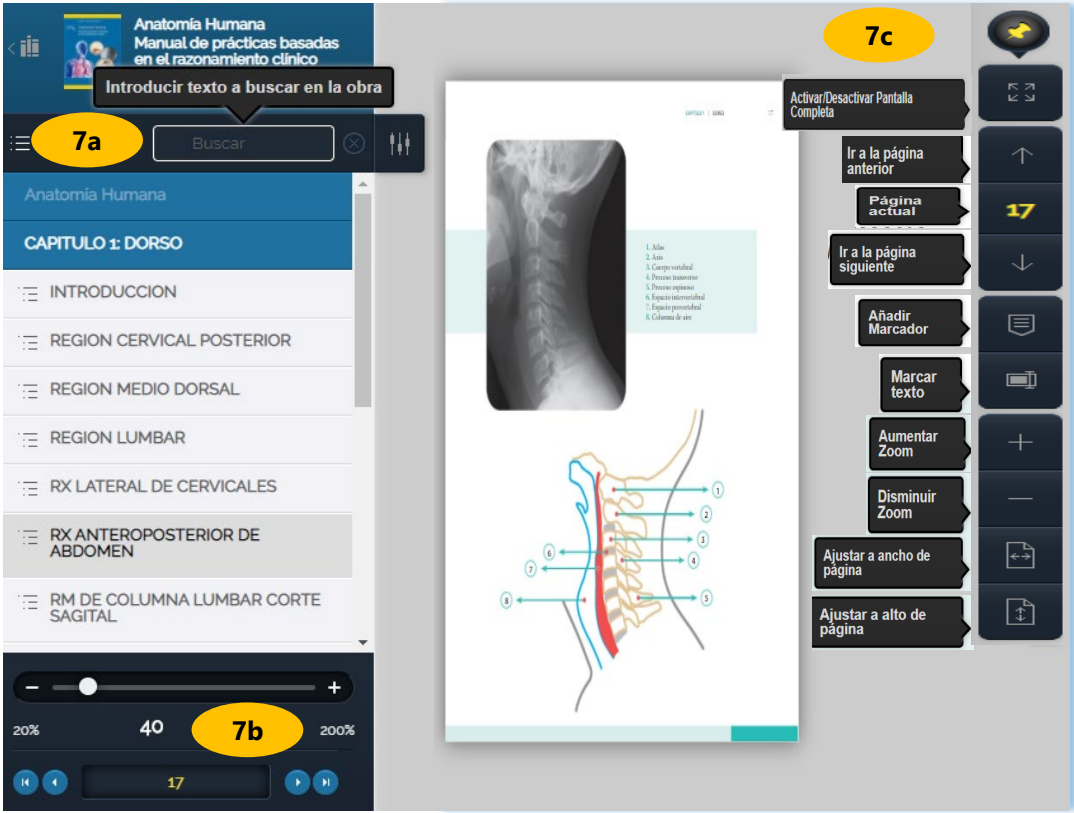 Anatomía Humana
Manual de prácticas basadas
en el razonamiento clínico
Introducir texto a buscar en la obra
7a
Buscar
Anatomía Humana
CAPITULO 1: DORSO
INTRODUCCION
REGION CERVICAL POSTERIOR
REGION MEDIO DORSAL
REGION LUMBAR
RX LATERAL DE CERVICALES
RX ANTEROPOSTERIOR DE
ABDOMEN
RM DE COLUMNA LUMBAR CORTE
SAGITAL
20%
40
7b
200%
17
CAPÍTULO 1 | DORSO
17
1. Atlas
2. Axis
3. Cuerpo vertebral
4. Proceso transverso
5. Proceso espinoso
6. Espacio intervertebral
7. Espacio prevertebral
8. Columna de aire
1
2
3
4
5
6
7
8
7c
Activar/Desactivar Pantalla
Completa
Ir a la página
anterior
Página
actual
17
Ir a la página
siguiente
Añadir
Marcador
Marcar
texto
Aumentar
Zoom
Disminuir
Zoom
Ajustar a ancho de
página
Ajustar a alto de
página